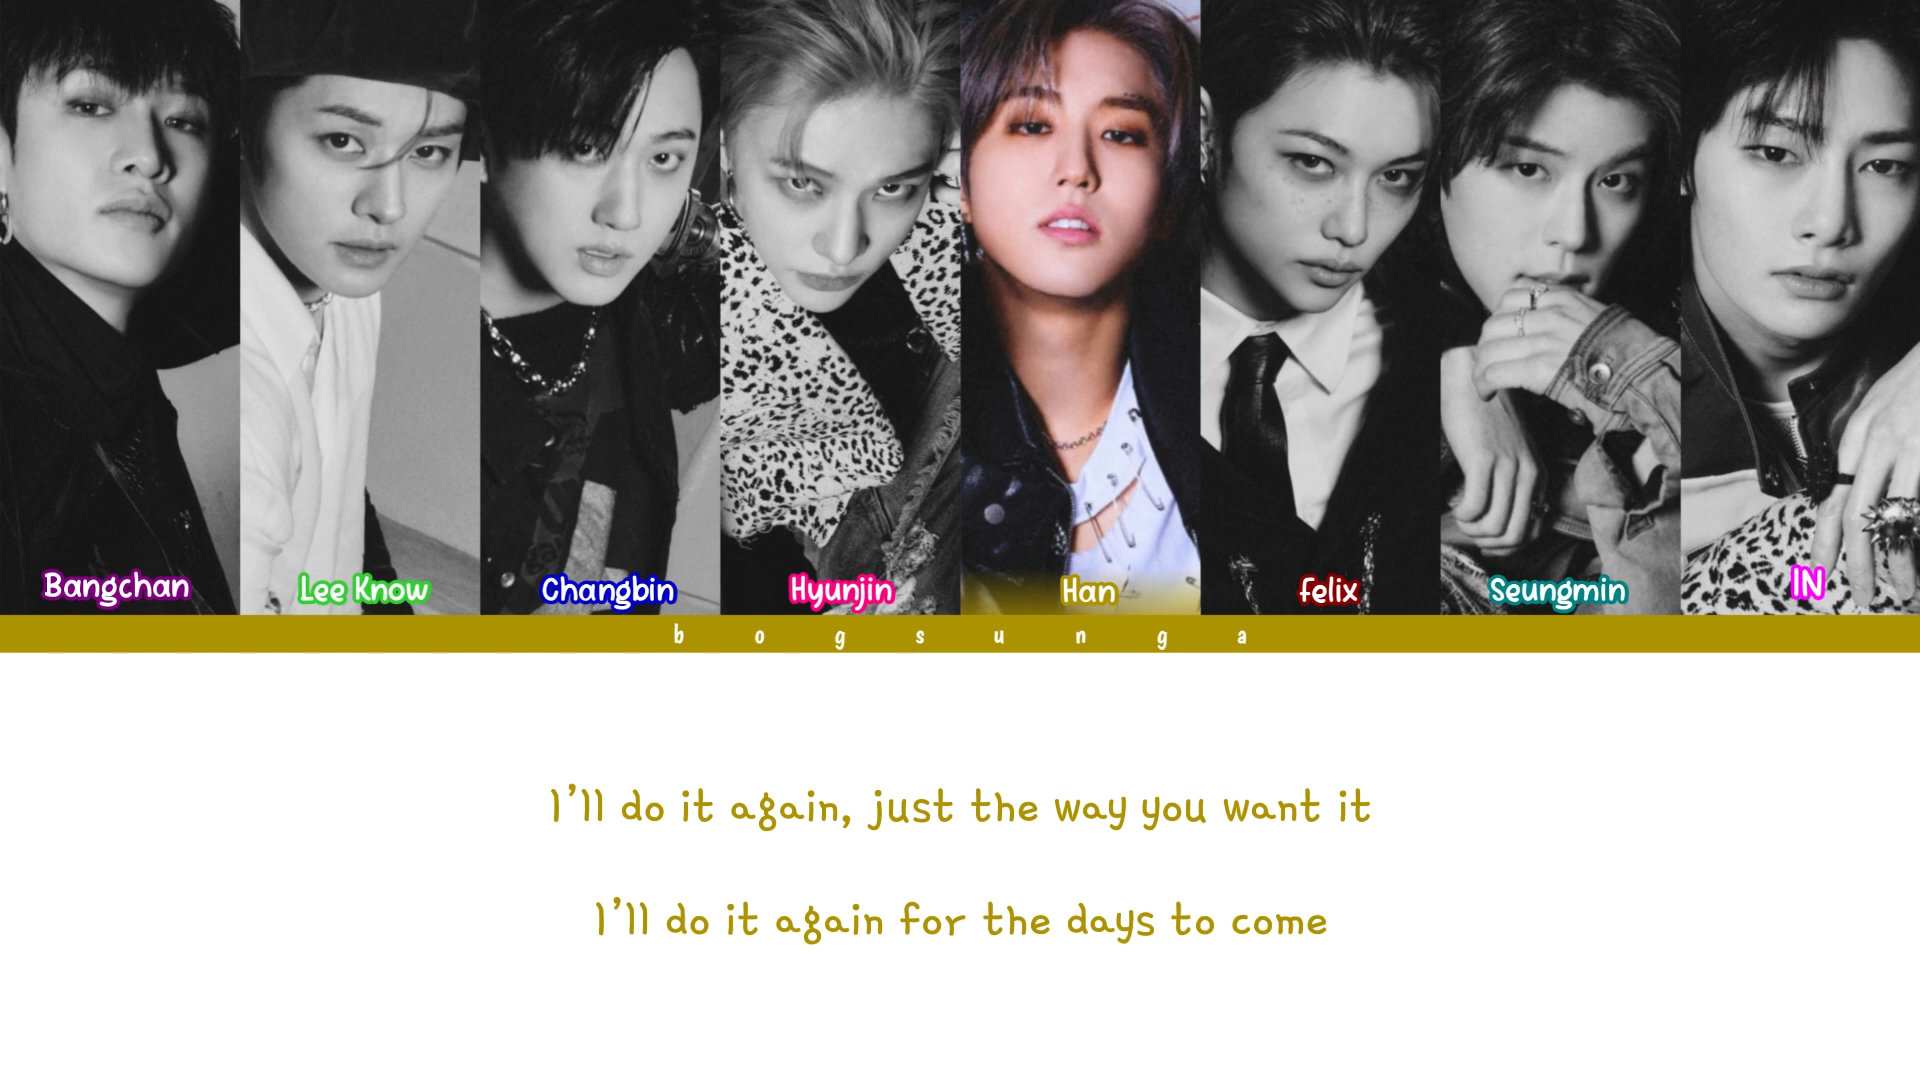 Bangchan Lee Know Changbin Hyunjin Han Felix Seungmin IN
b o g s u n g a
I'll do it again, just the way you want it
I'll do it again for the days to come